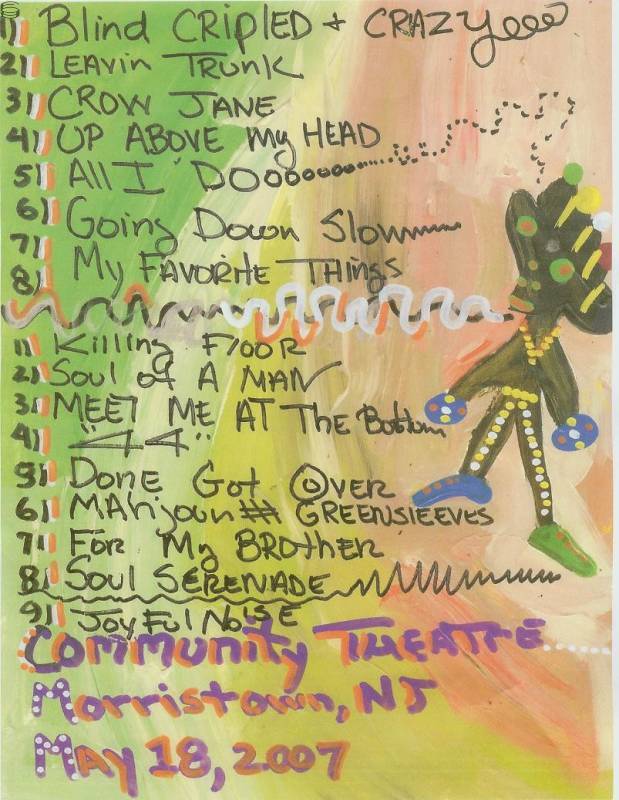 1) Blind CRIPLED + CRAZYeeoo
2) LEAVIN TRUNK
3) CROW JANE
4) UP ABOVE My HEAD
5) All I DOoooooooo
6) Going Down Slow
7) My FAVORITE Things
8)
1) Killing Floor
2) Soul of A MAN
3) MEET ME AT The Bottom
4) "44"
5) DONE Got OVER
6) MAhjoun # GREENSLEEVES
7) FOR My BROTHER
8) Soul SERENADE
9) JOYFUL NOISE
Community THEATRE
Morristown, NJ
May 18, 2007